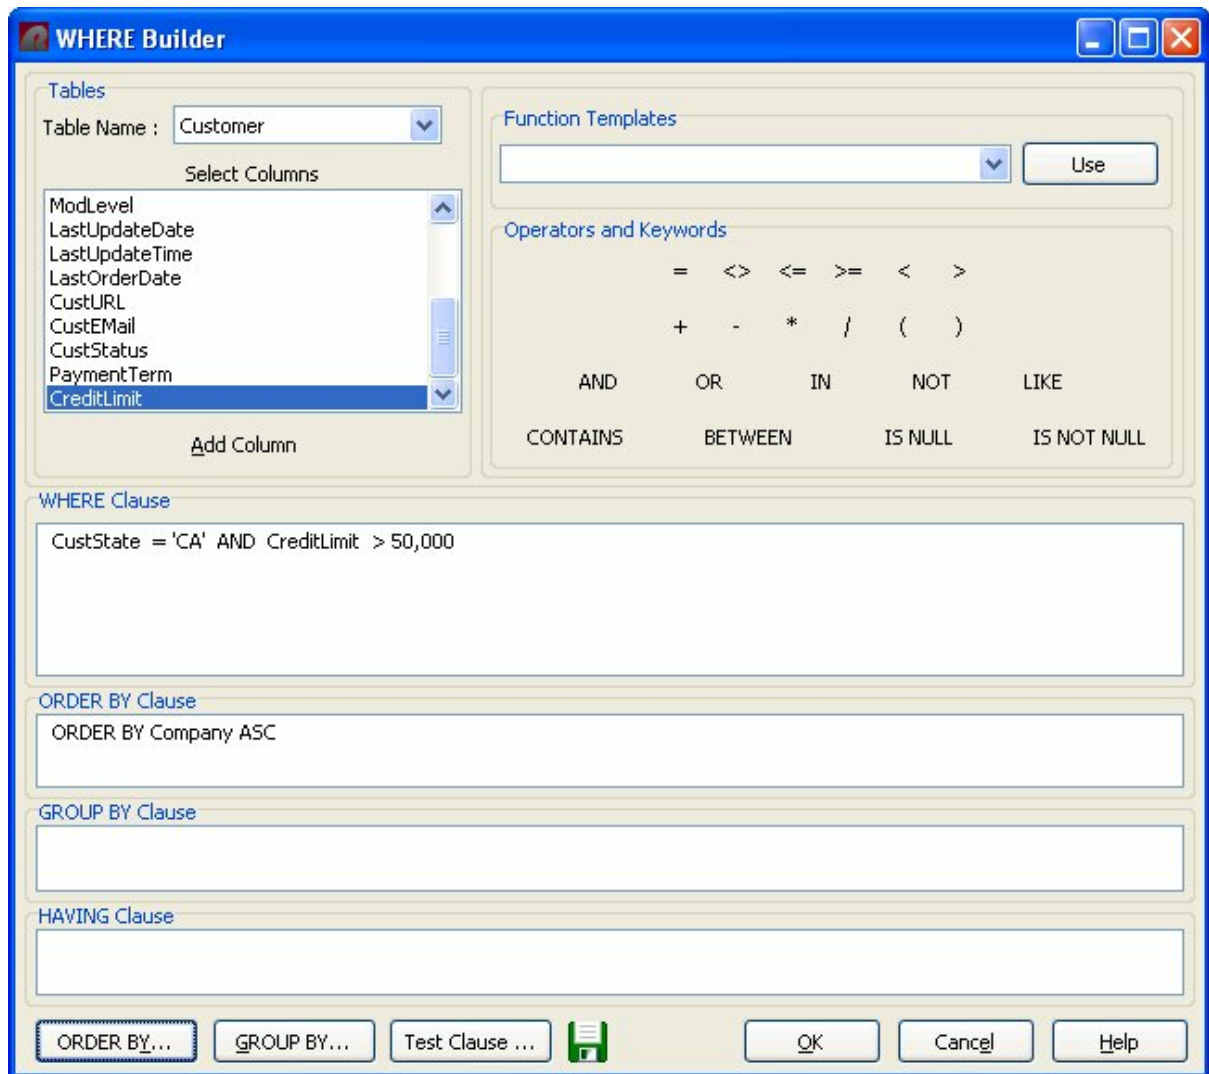 WHERE Builder
Tables
Table Name :
Customer
Select Columns
ModLevel
LastUpdateDate
LastUpdateTime
LastOrderDate
CustURL
CustEMail
CustStatus
PaymentTerm
CreditLimit
Add Column
Function Templates
Use
Operators and Keywords
= <> <= >= < >
+ - * / ( )
AND OR IN NOT LIKE
CONTAINS BETWEEN IS NULL IS NOT NULL
WHERE Clause
CustState = 'CA' AND CreditLimit > 50,000
ORDER BY Clause
ORDER BY Company ASC
GROUP BY Clause
HAVING Clause
ORDER BY... GROUP BY... Test Clause ... OK Cancel Help